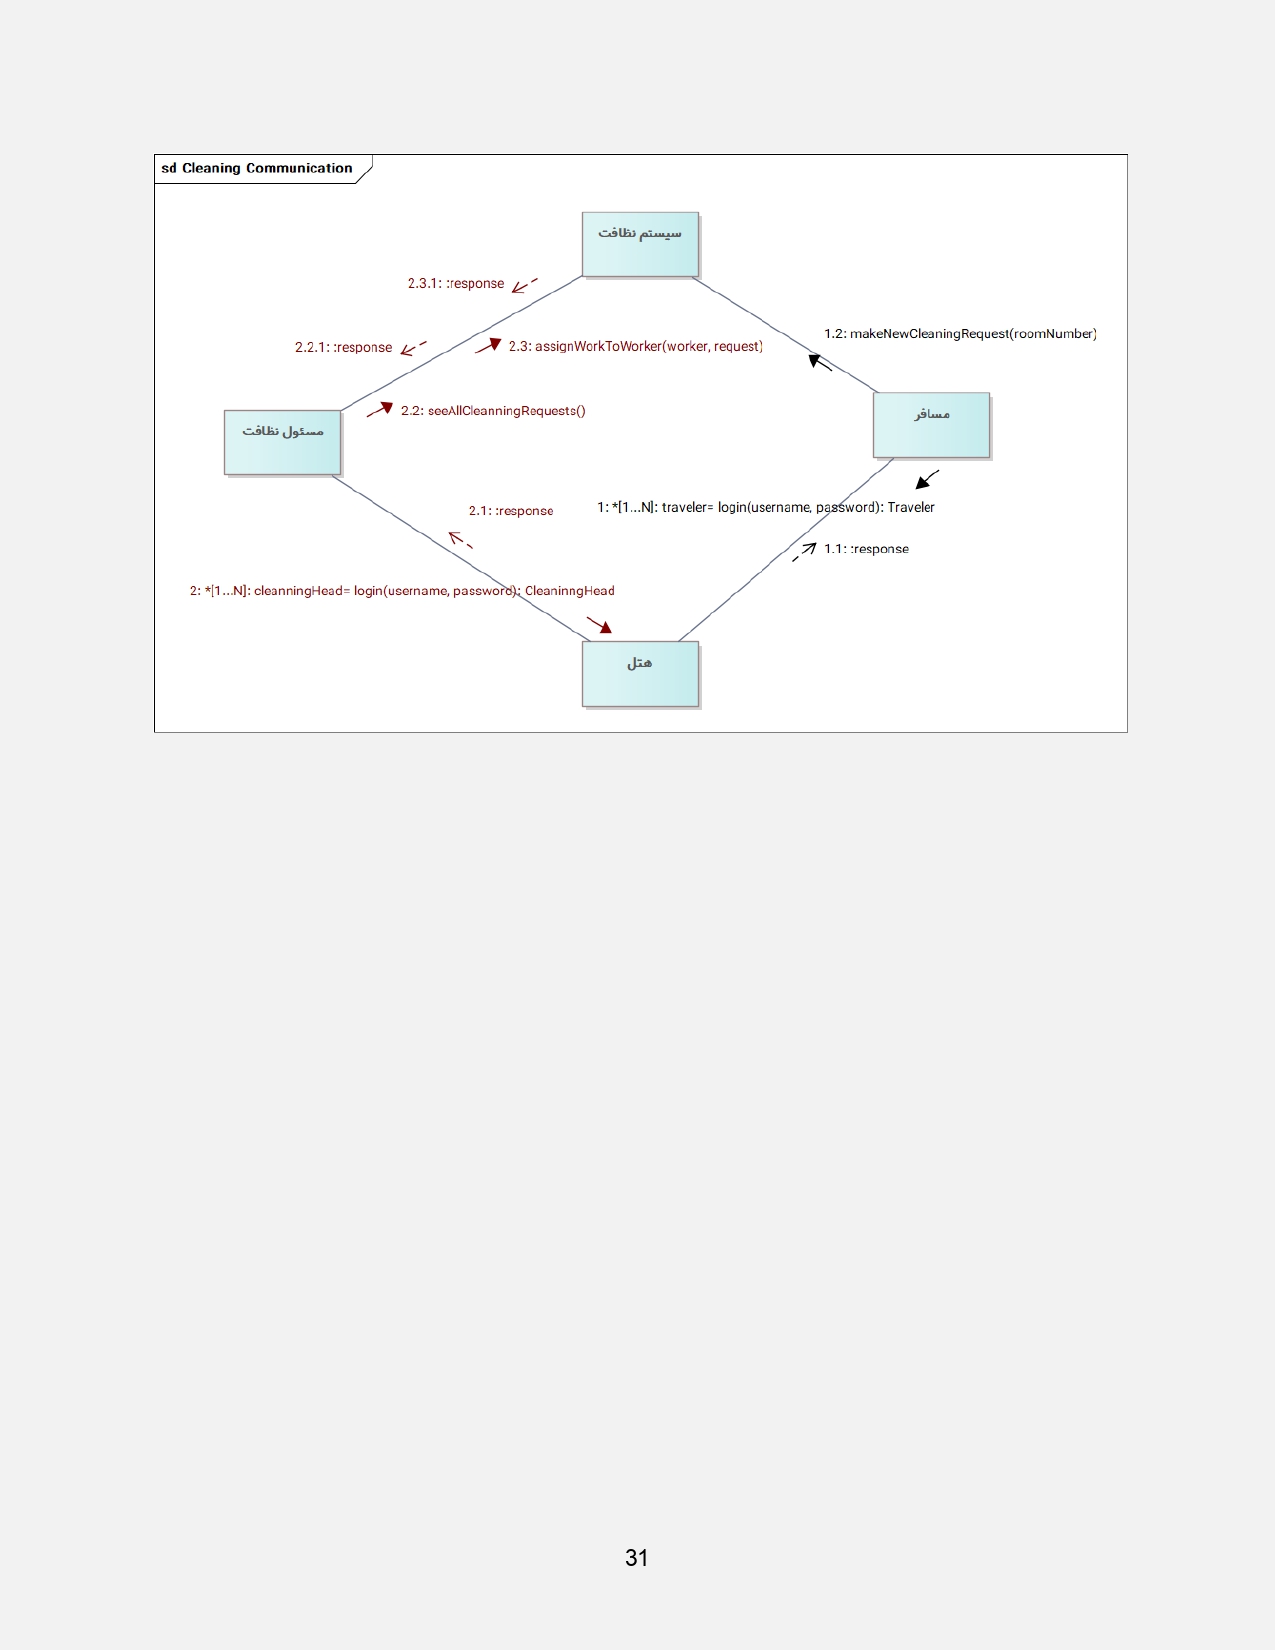 sd Cleaning Communication
سیستم نظافت
2.3.1: :response
1.2: makeNewCleaningRequest(roomNumber)
2.2.1: :response
2.3: assignWorkToWorker(worker, request)
2.2: seeAllCleanningRequests()
مسافر
مسئول نظافت
2.1: :response
1: *[1...N]: traveler= login(username, password): Traveler
1.1: :response
2: *[1...N]: cleanningHead= login(username, password): CleaninngHead
هتل
31